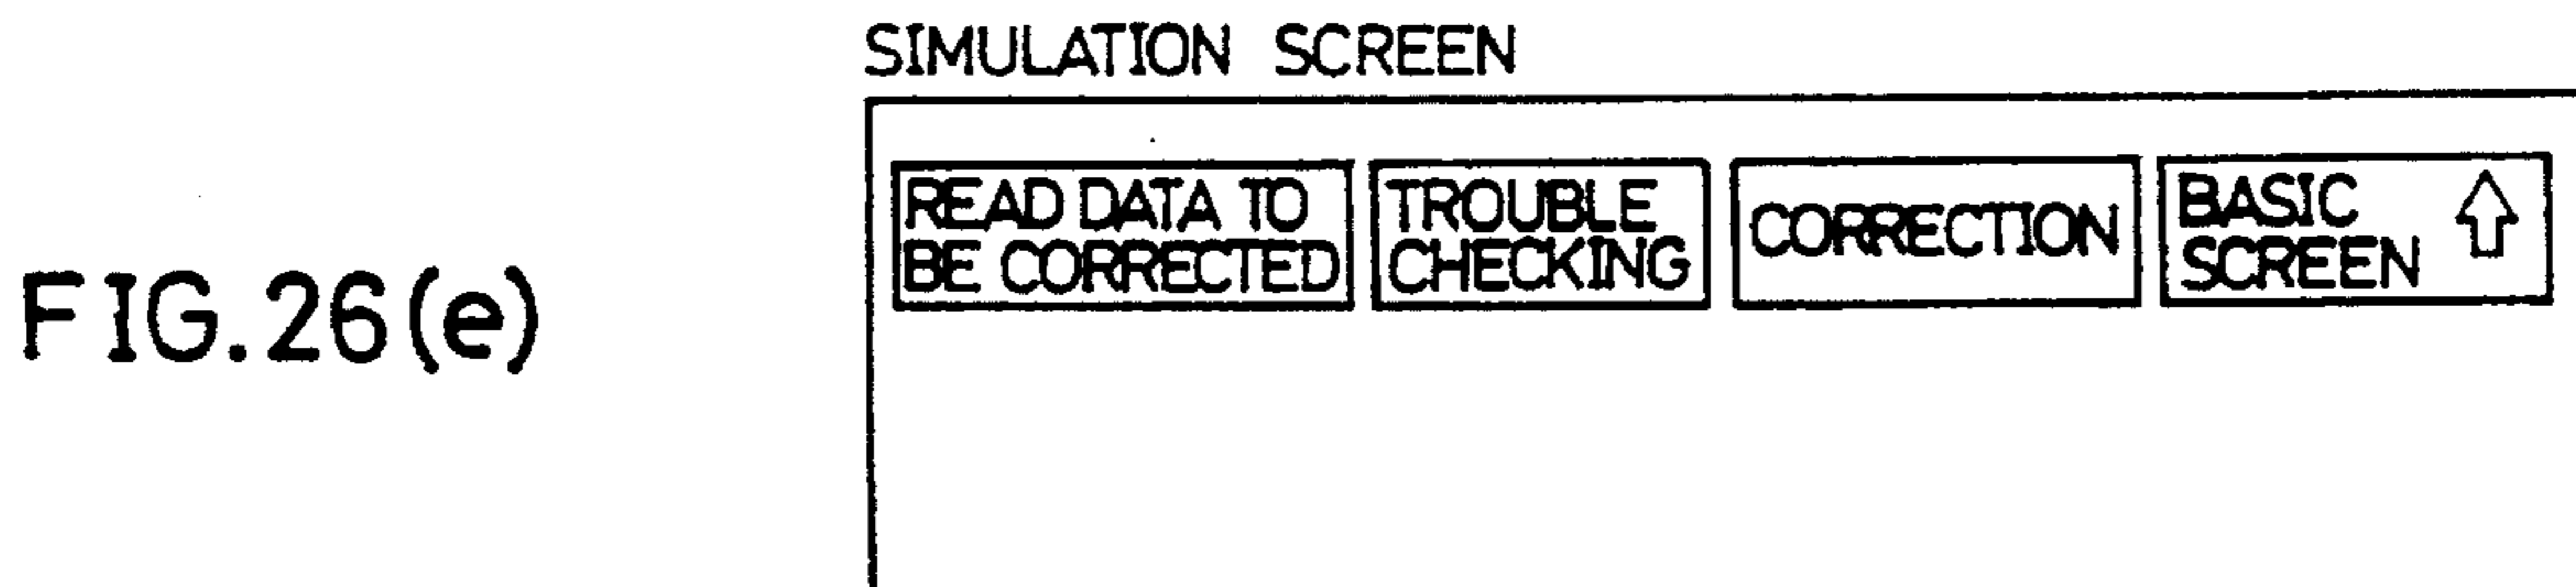 SIMULATION SCREEN
READ DATA TO
BE CORRECTED
TROUBLE
CHECKING
CORRECTION
BASIC
SCREEN
FIG.26(e)